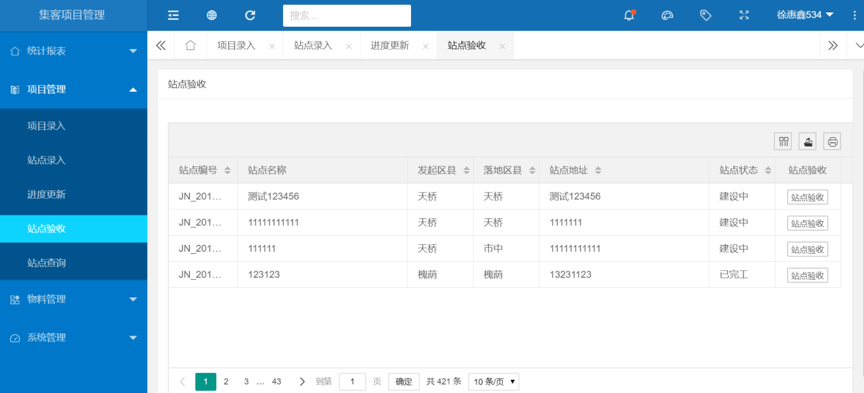 集客项目管理
搜索...
徐惠鑫534
统计报表
项目管理
项目录入
站点录入
进度更新
站点验收
站点查询
物料管理
系统管理
项目录入 × 站点录入 × 进度更新 × 站点验收 ×
站点验收
站点编号 站点名称 发起区县 落地区县 站点地址 站点状态 站点验收
JN_201... 测试123456 天桥 天桥 测试123456 建设中 站点验收
JN_201... 11111111111 天桥 天桥 1111111 建设中 站点验收
JN_201... 111111 天桥 市中 11111111111 建设中 站点验收
JN_201... 123123 槐荫 槐荫 13231123 已完工 站点验收
1 2 3 ... 43 到第 1 页 确定 共 421 条 10 条/页